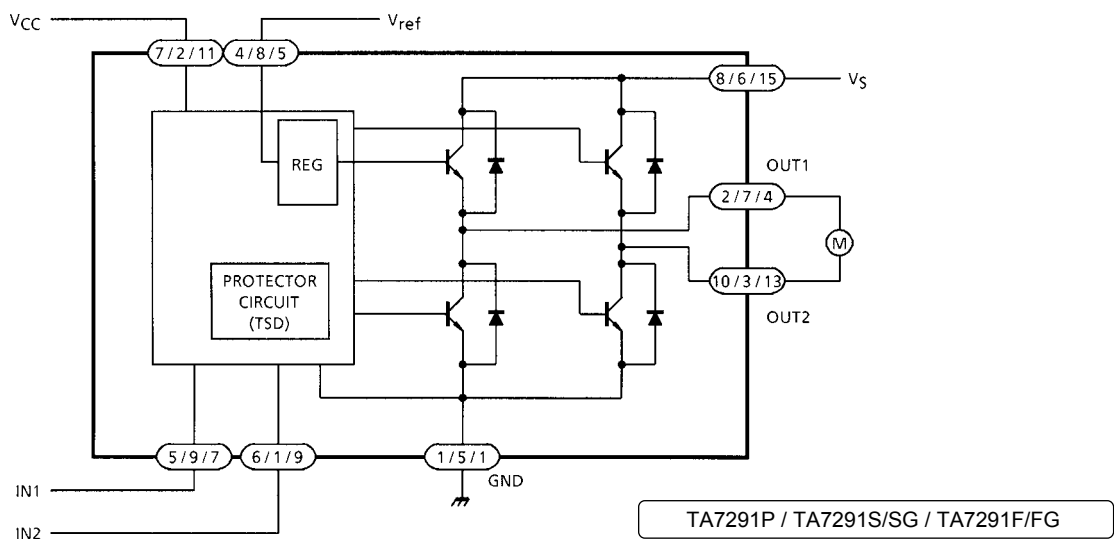 VCC
Vref
7 / 2 / 11
4 / 8 / 5
8 / 6 / 15
VS
REG
OUT1
2 / 7 / 4
M
PROTECTOR
CIRCUIT
(TSD)
10 / 3 / 13
OUT2
5 / 9 / 7
6 / 1 / 9
1 / 5 / 1
GND
IN1
IN2
TA7291P / TA7291S/SG / TA7291F/FG